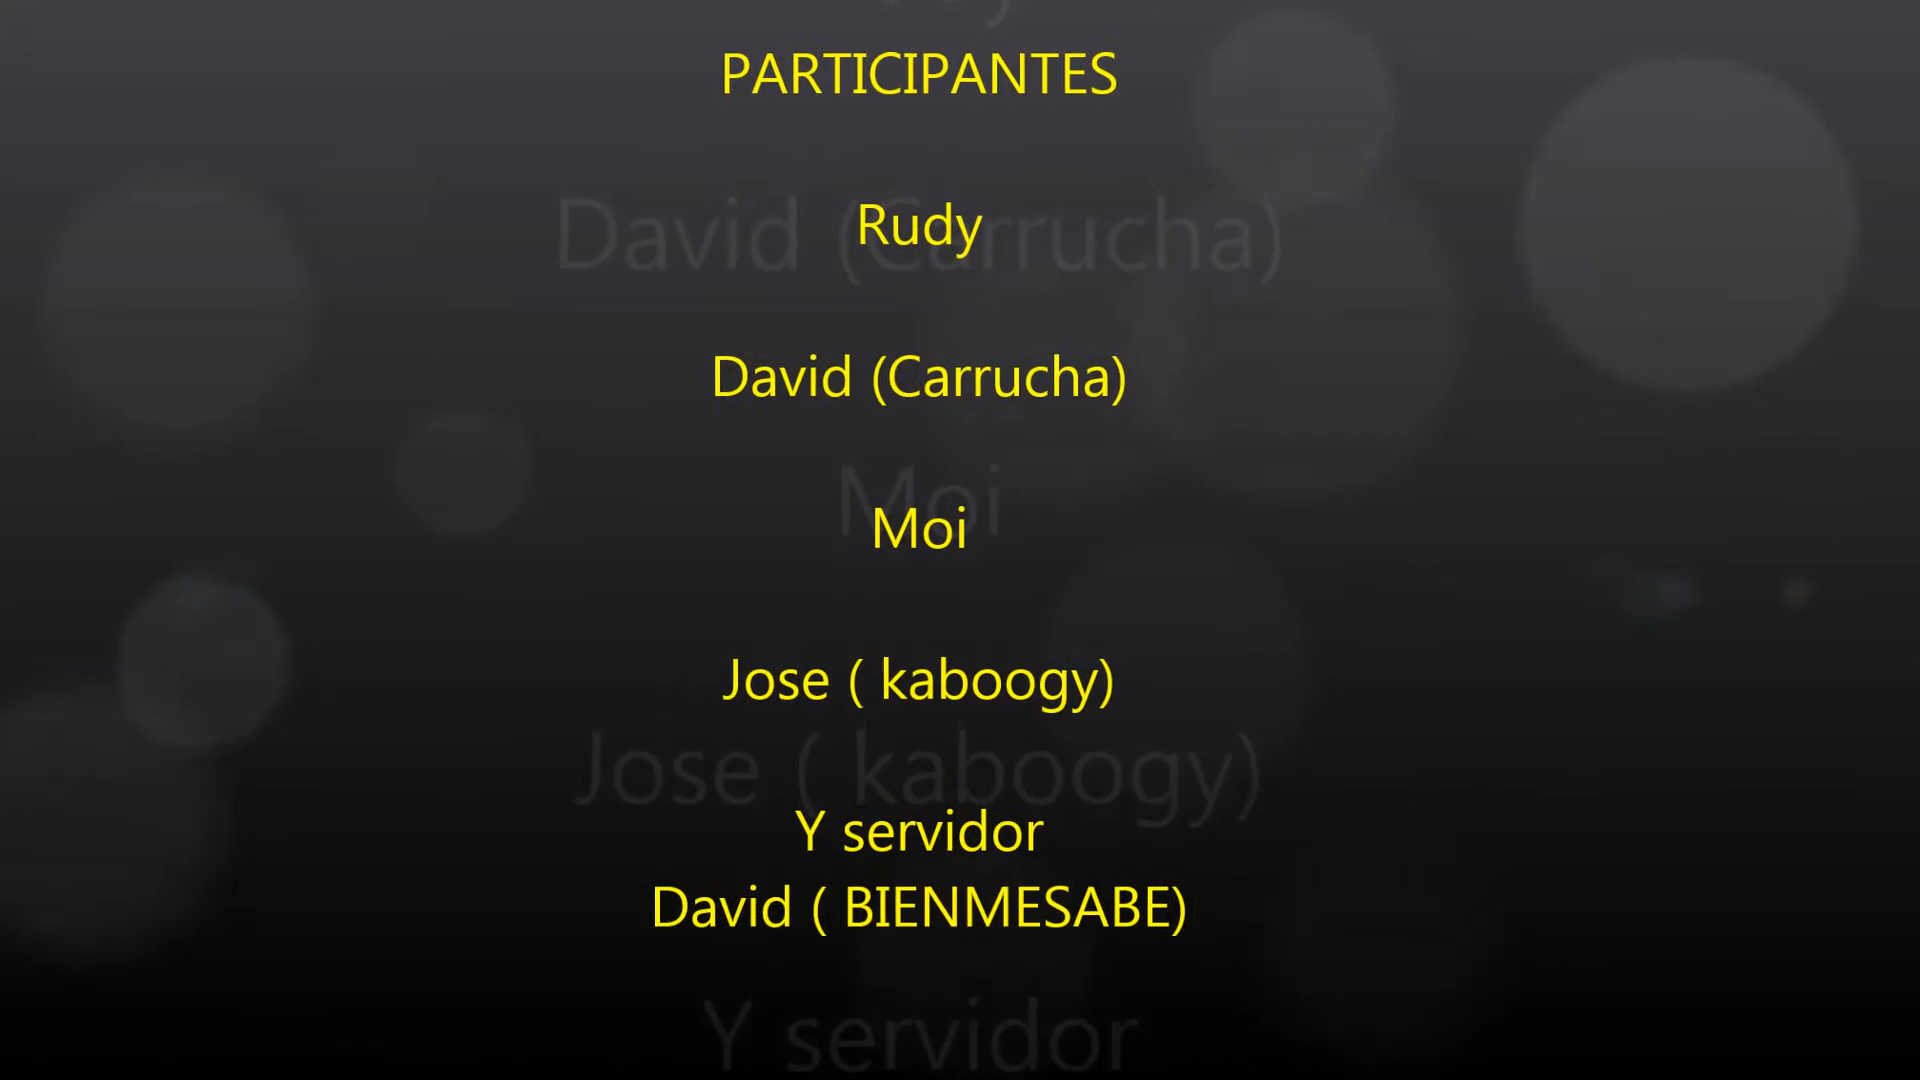 PARTICIPANTES
Rudy
David (Carrucha)
Moi
Jose ( kaboogy)
Y servidor
David ( BIENMESABE)